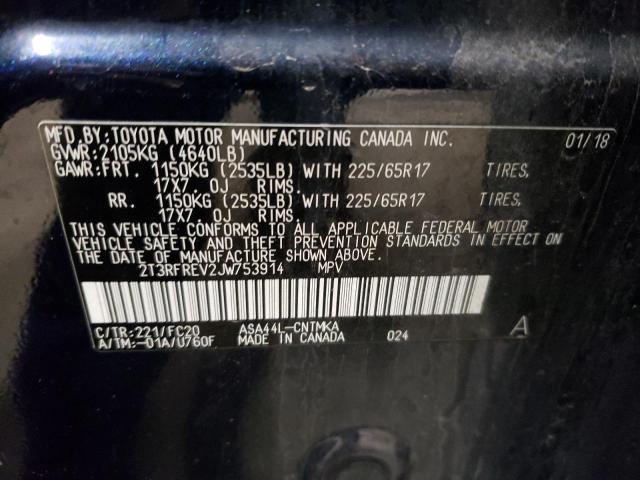 MFD.BY:TOYOTA MOTOR MANUFACTURING CANADA INC. 01/18
GVWR:2105KG (4640LB)
GAWR:FRT. 1150KG (2535LB) WITH 225/65R17 TIRES,
17X7.0J RIMS.
RR. 1150KG (2535LB) WITH 225/65R17 TIRES,
17X7.0J RIMS.
THIS VEHICLE CONFORMS TO ALL APPLICABLE FEDERAL MOTOR
VEHICLE SAFETY AND THEFT PREVENTION STANDARDS IN EFFECT ON
THE DATE OF MANUFACTURE SHOWN ABOVE.
2T3RFREV2JW753914 MPV
C/TR:221/FC20 ASA44L-CNTMKA
A/TM:-01A/U760F MADE IN CANADA 024 A